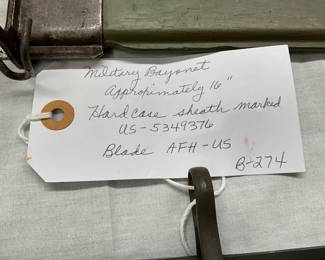 Military Bayonet
Approximately 16"
Hard case sheath marked
US-5349376
Blade AFH-US
B-274